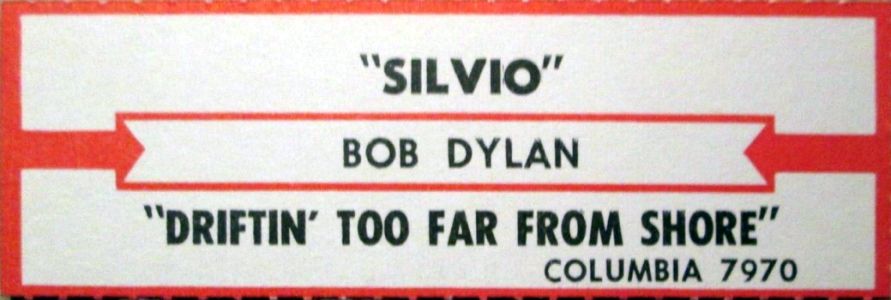 "SILVIO"
BOB DYLAN
"DRIFTIN' TOO FAR FROM SHORE"
COLUMBIA 7970